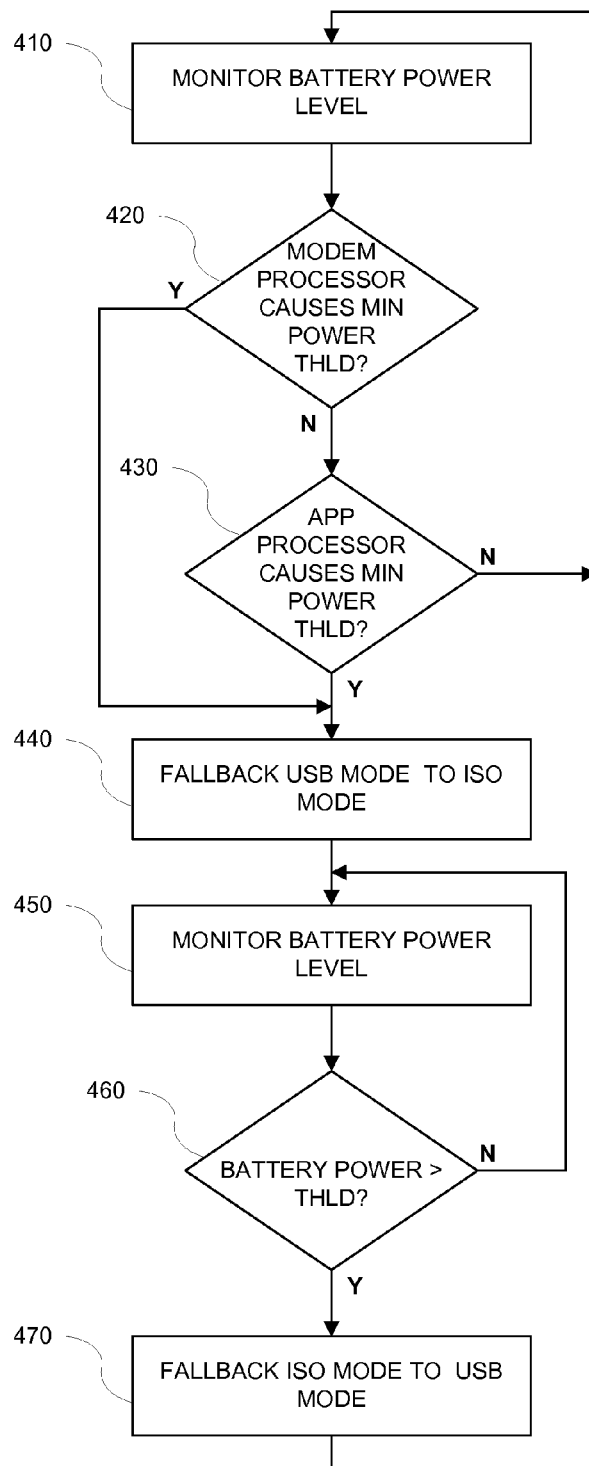 410
MONITOR BATTERY POWER
LEVEL
420
MODEM
PROCESSOR
CAUSES MIN
POWER
THLD?
Y
N
430
APP
PROCESSOR
CAUSES MIN
POWER
THLD?
N
Y
440
FALLBACK USB MODE TO ISO
MODE
450
MONITOR BATTERY POWER
LEVEL
460
BATTERY POWER >
THLD?
N
Y
470
FALLBACK ISO MODE TO USB
MODE